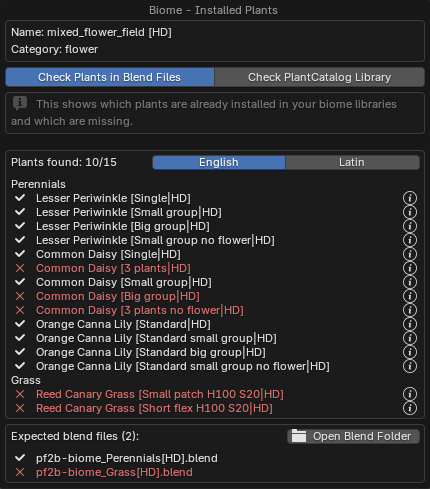 Biome - Installed Plants
Name: mixed_flower_field [HD]
Category: flower
Check Plants in Blend Files
Check PlantCatalog Library
This shows which plants are already installed in your biome libraries
and which are missing.
Plants found: 10/15
English
Latin
Perennials
Lesser Periwinkle [Single|HD]
Lesser Periwinkle [Small group|HD]
Lesser Periwinkle [Big group|HD]
Lesser Periwinkle [Small group no flower|HD]
Common Daisy [Single|HD]
Common Daisy [3 plants|HD]
Common Daisy [Small group|HD]
Common Daisy [Big group|HD]
Common Daisy [3 plants no flower|HD]
Orange Canna Lily [Standard|HD]
Orange Canna Lily [Standard small group|HD]
Orange Canna Lily [Standard big group|HD]
Orange Canna Lily [Standard small group no flower|HD]
Grass
Reed Canary Grass [Small patch H100 S20|HD]
Reed Canary Grass [Short flex H100 S20|HD]
Expected blend files (2):
Open Blend Folder
pf2b-biome_Perennials[HD].blend
pf2b-biome_Grass[HD].blend